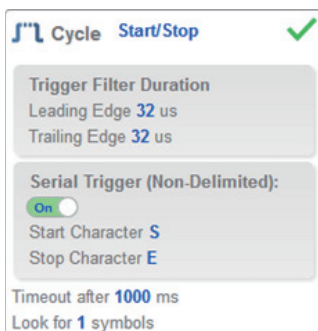 Cycle Start/Stop
Trigger Filter Duration
Leading Edge 32 us
Trailing Edge 32 us
Serial Trigger (Non-Delimited):
On
Start Character S
Stop Character E
Timeout after 1000 ms
Look for 1 symbols